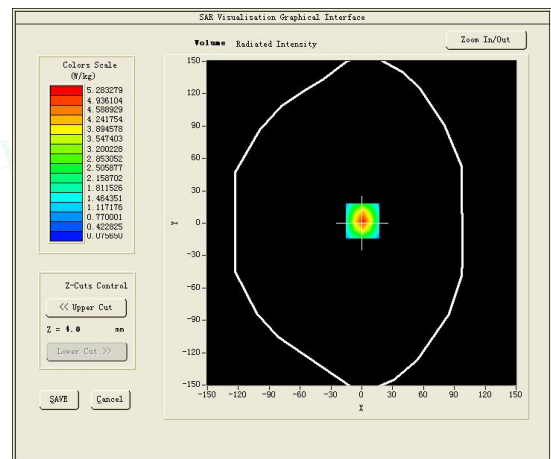 SAR Visualisation Graphical Interface
Volume Radiated Intensity
Zoom In/Out
Colors Scale
(W/kg)
5.283279
4.936104
4.588929
4.241754
3.894578
3.547403
3.200228
2.853052
2.505877
2.158702
1.811526
1.464351
1.117176
0.770001
0.422825
0.075650
150
120
90
60
30
0
-30
-60
-90
-120
-150
Y
-150 -120 -90 -60 -30 0 30 60 90 120 150
X
Z-Cuts Control
<< Upper Cut
Z = 4.0 mm
Lower Cut >>
SAVE Cancel